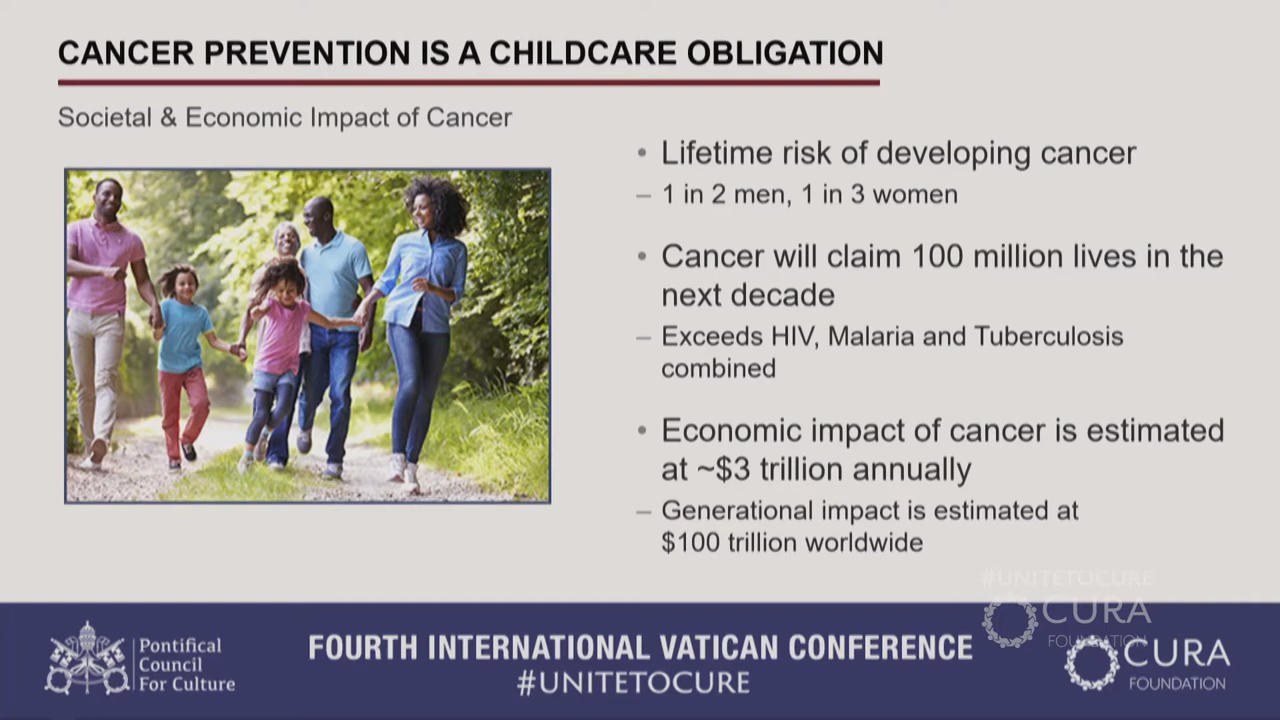 CANCER PREVENTION IS A CHILDCARE OBLIGATION
Societal & Economic Impact of Cancer
• Lifetime risk of developing cancer
– 1 in 2 men, 1 in 3 women
• Cancer will claim 100 million lives in the
next decade
– Exceeds HIV, Malaria and Tuberculosis
combined
• Economic impact of cancer is estimated
at ~$3 trillion annually
– Generational impact is estimated at
$100 trillion worldwide
#UNITETOCURE
CURA
FOUNDATION
Pontifical
Council
For Culture
FOURTH INTERNATIONAL VATICAN CONFERENCE
#UNITETOCURE
CURA
FOUNDATION